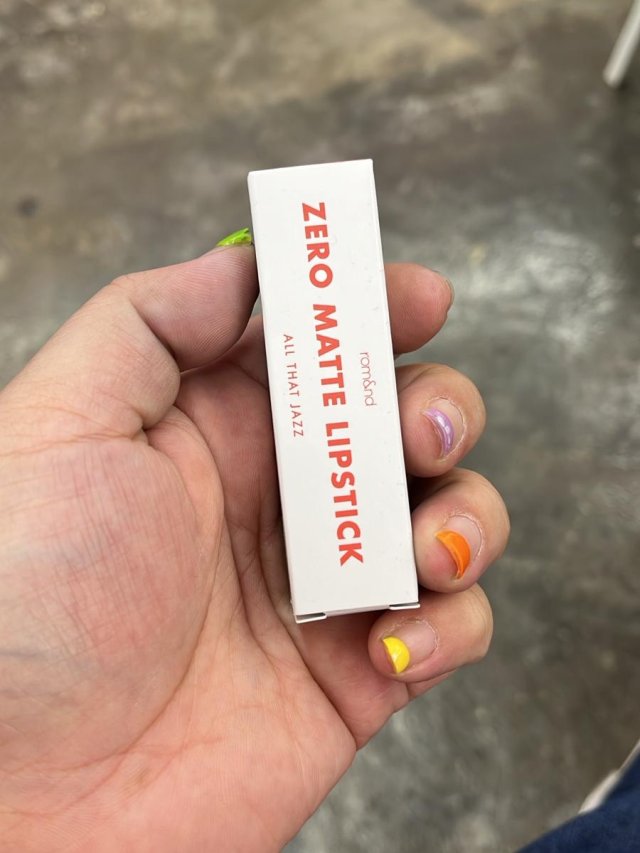 rom&nd
ZERO MATTE LIPSTICK
ALL THAT JAZZ